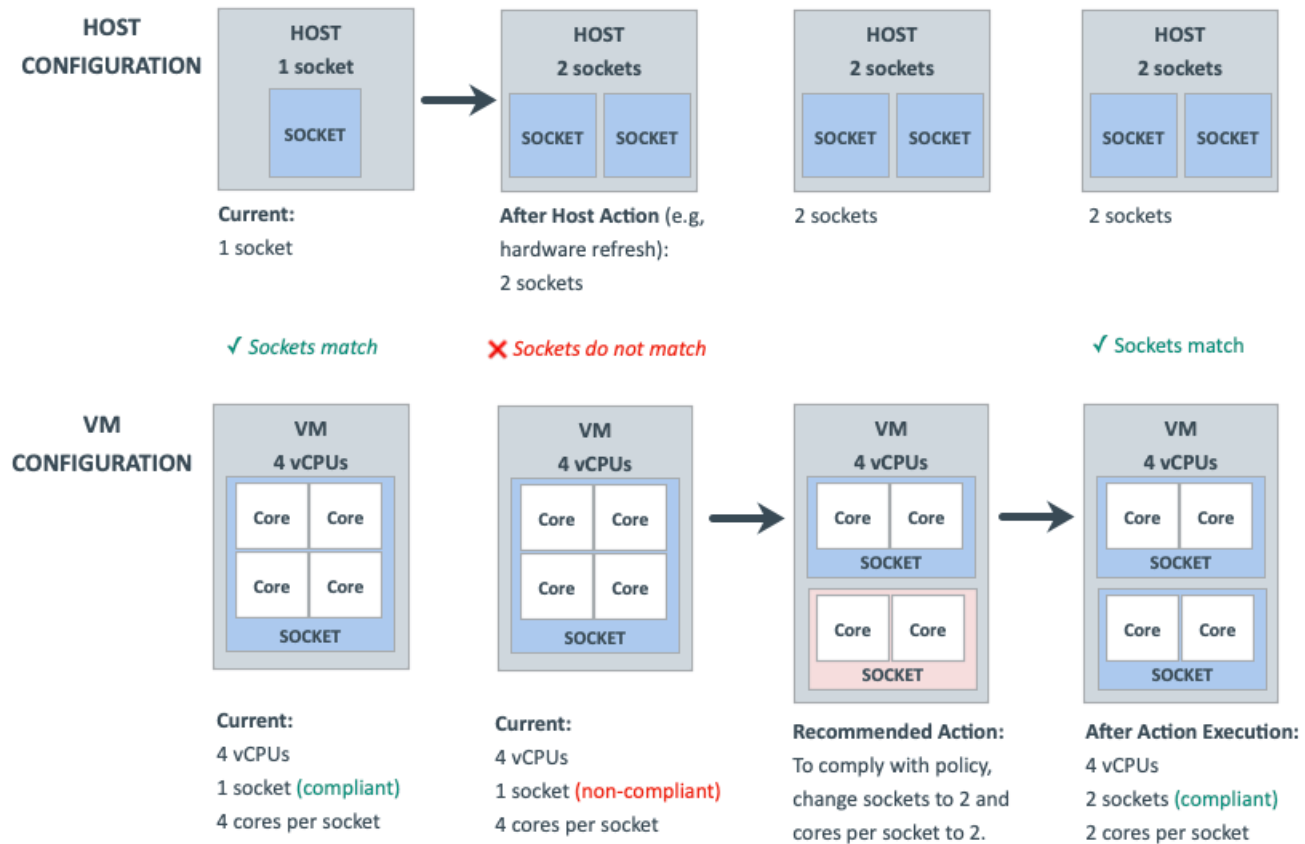 HOST
CONFIGURATION
HOST
1 socket
SOCKET
HOST
2 sockets
SOCKET
SOCKET
HOST
2 sockets
SOCKET
SOCKET
HOST
2 sockets
SOCKET
SOCKET
Current:
1 socket
After Host Action (e.g,
hardware refresh):
2 sockets
2 sockets
2 sockets
✓ Sockets match
✗ Sockets do not match
✓ Sockets match
VM
CONFIGURATION
VM
4 vCPUs
Core Core
Core Core
SOCKET
VM
4 vCPUs
Core Core
Core Core
SOCKET
VM
4 vCPUs
Core Core
SOCKET
Core Core
SOCKET
VM
4 vCPUs
Core Core
SOCKET
Core Core
SOCKET
Current:
4 vCPUs
1 socket (compliant)
4 cores per socket
Current:
4 vCPUs
1 socket (non-compliant)
4 cores per socket
Recommended Action:
To comply with policy,
change sockets to 2 and
cores per socket to 2.
After Action Execution:
4 vCPUs
2 sockets (compliant)
2 cores per socket